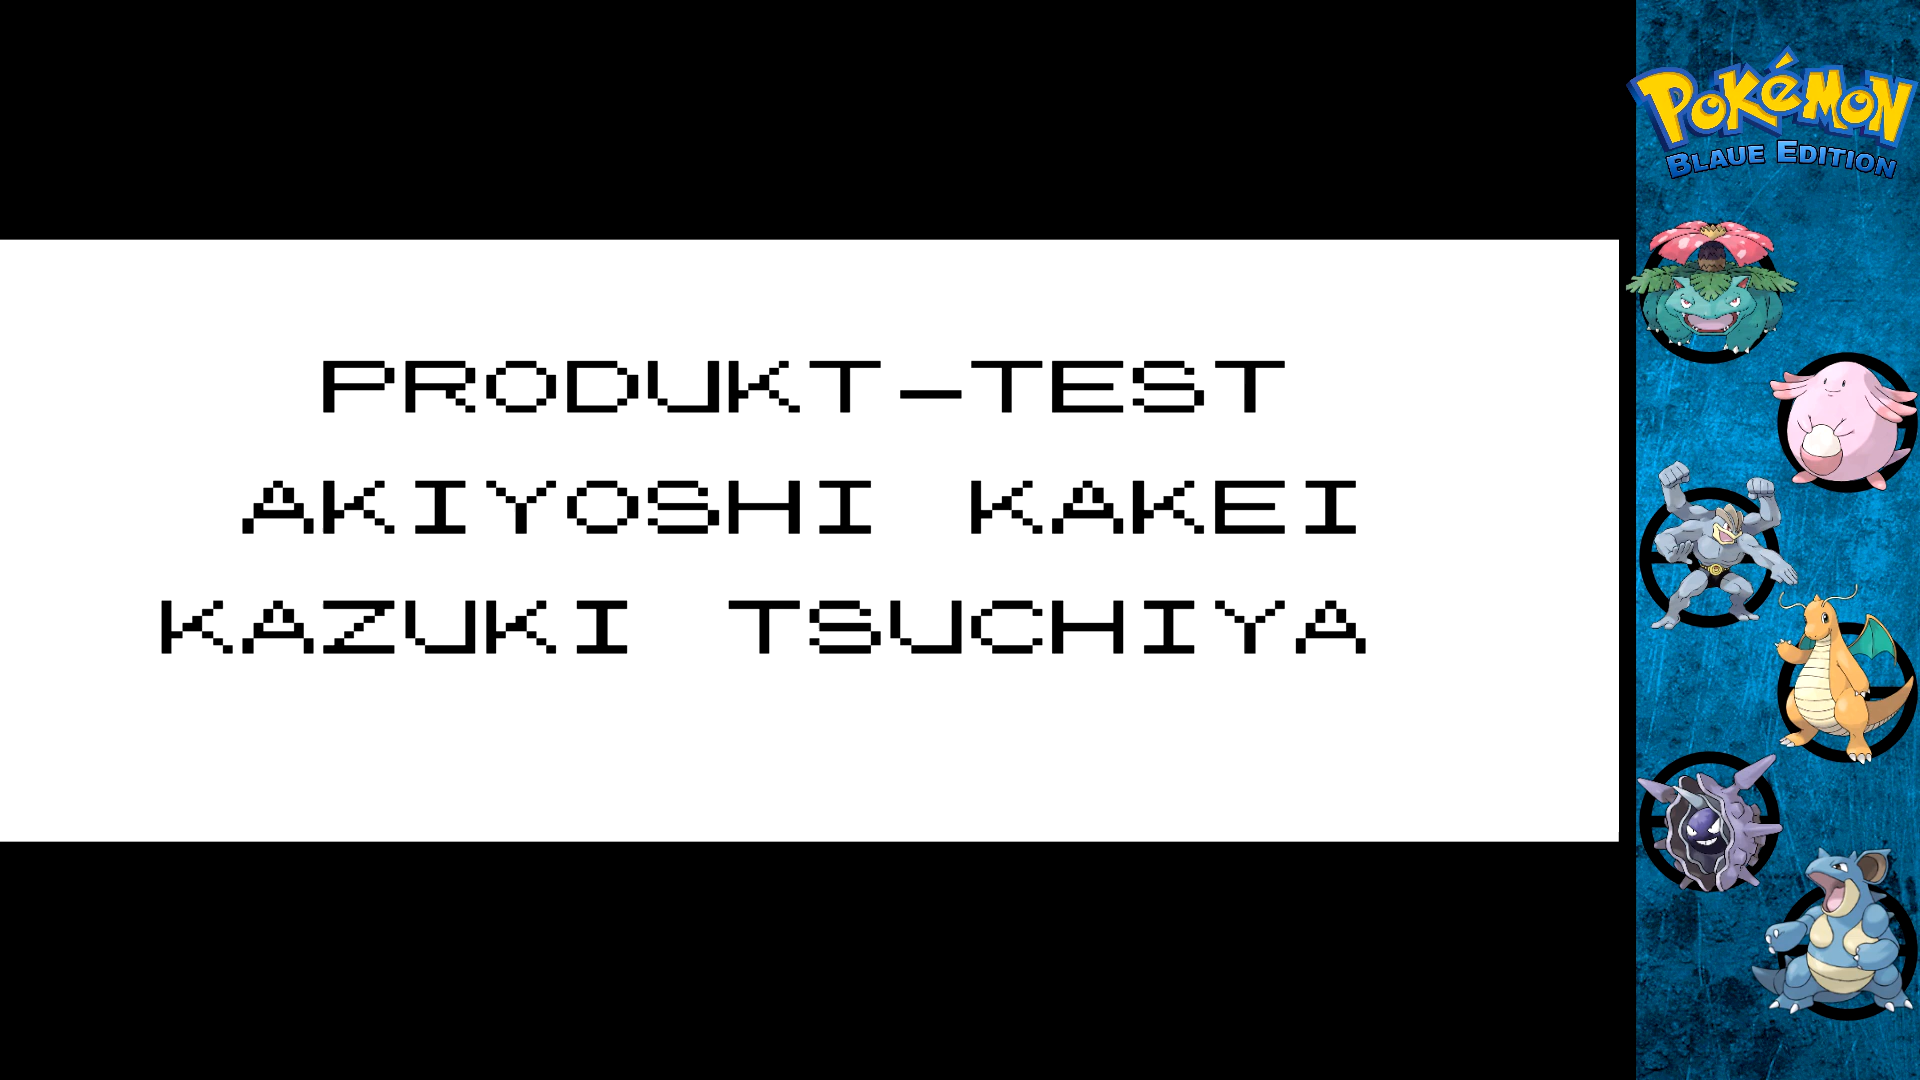 PRODUKT-TEST
AKIYOSHI KAKEI
KAZUKI TSUCHIYA
POKéMON
BLAUE EDITION